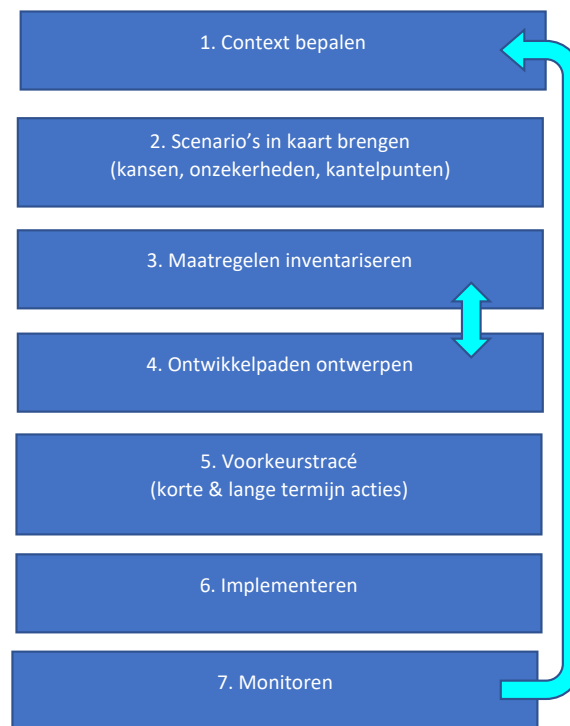 1. Context bepalen
2. Scenario's in kaart brengen
(kansen, onzekerheden, kantelpunten)
3. Maatregelen inventariseren
4. Ontwikkelpaden ontwerpen
5. Voorkeurstracé
(korte & lange termijn acties)
6. Implementeren
7. Monitoren